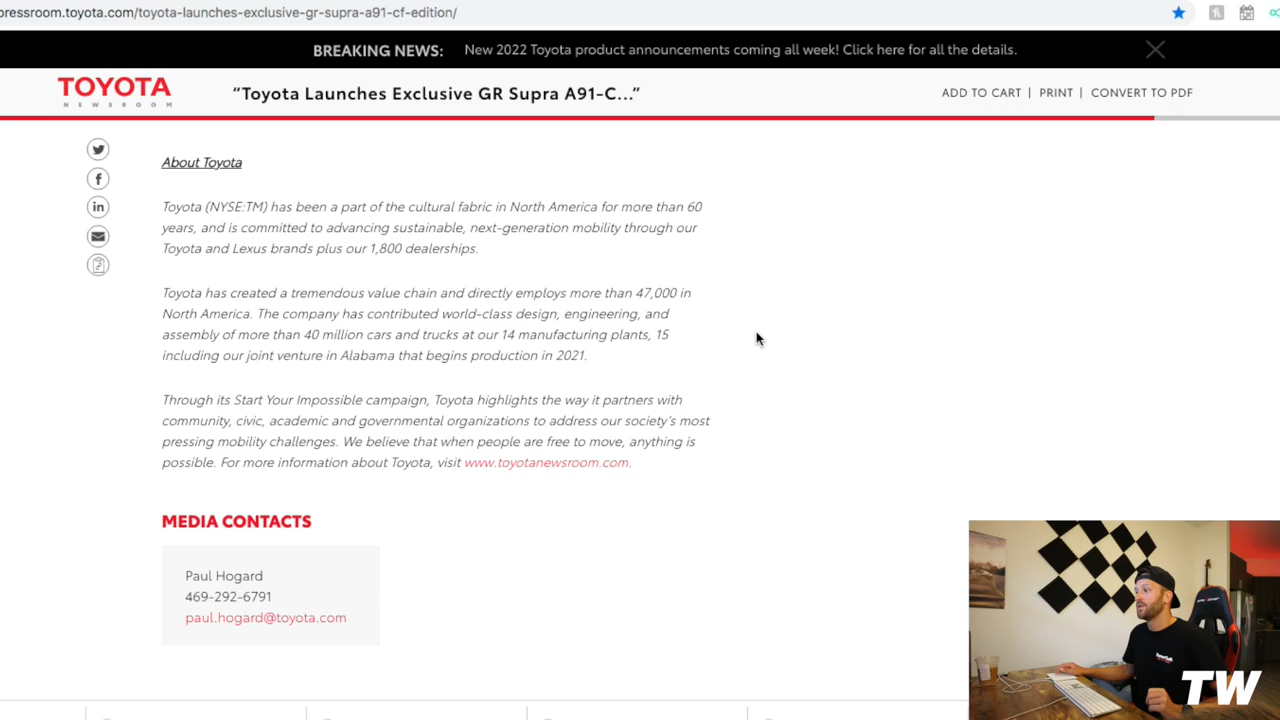 pressroom.toyota.com/toyota-launches-exclusive-gr-supra-a91-cf-edition/
BREAKING NEWS: New 2022 Toyota product announcements coming all week! Click here for all the details.
TOYOTA
NEWSROOM
“Toyota Launches Exclusive GR Supra A91-C...”
ADD TO CART | PRINT | CONVERT TO PDF
About Toyota
Toyota (NYSE:TM) has been a part of the cultural fabric in North America for more than 60
years, and is committed to advancing sustainable, next-generation mobility through our
Toyota and Lexus brands plus our 1,800 dealerships.
Toyota has created a tremendous value chain and directly employs more than 47,000 in
North America. The company has contributed world-class design, engineering, and
assembly of more than 40 million cars and trucks at our 14 manufacturing plants, 15
including our joint venture in Alabama that begins production in 2021.
Through its Start Your Impossible campaign, Toyota highlights the way it partners with
community, civic, academic and governmental organizations to address our society’s most
pressing mobility challenges. We believe that when people are free to move, anything is
possible. For more information about Toyota, visit www.toyotanewsroom.com.
MEDIA CONTACTS
Paul Hogard
469-292-6791
paul.hogard@toyota.com
TW